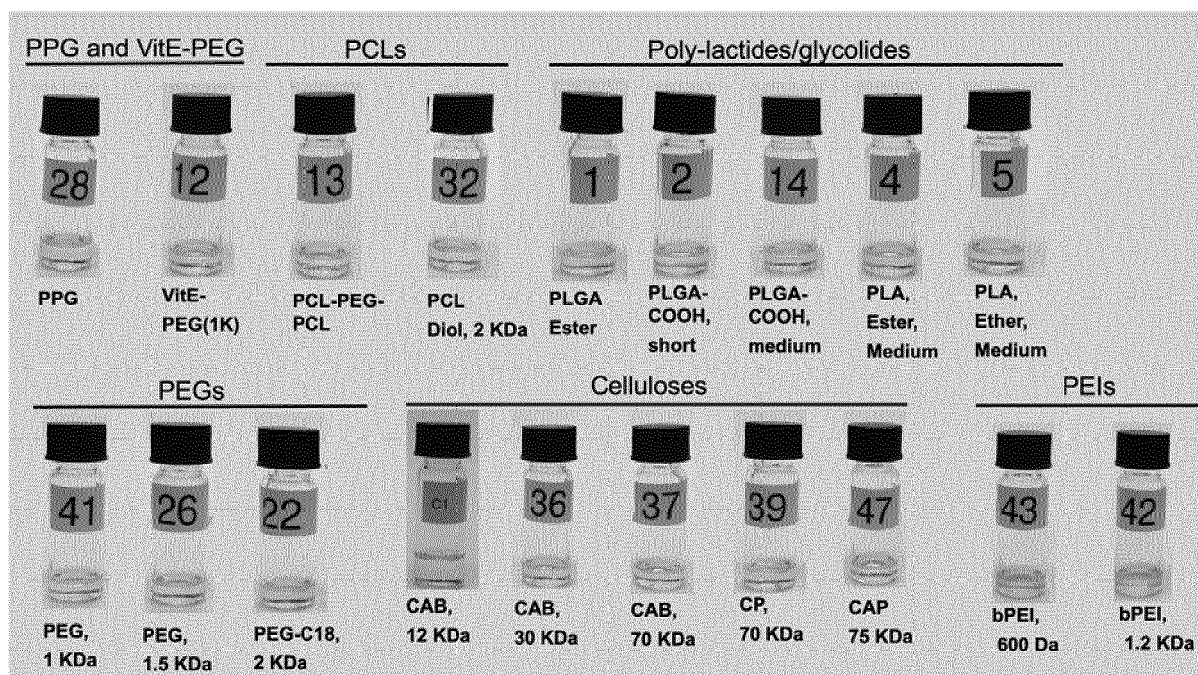 PPG and VitE-PEG
PCLs
Poly-lactides/glycolides
28
12
13
32
1
2
14
4
5
PPG
VitE-
PEG(1K)
PCL-PEG-
PCL
PCL
Diol, 2 KDa
PLGA
Ester
PLGA-
COOH,
short
PLGA-
COOH,
medium
PLA,
Ester,
Medium
PLA,
Ether,
Medium
PEGs
Celluloses
PEIs
41
26
22
C1
36
37
39
47
43
42
PEG,
1 KDa
PEG,
1.5 KDa
PEG-C18,
2 KDa
CAB,
12 KDa
CAB,
30 KDa
CAB,
70 KDa
CP,
70 KDa
CAP
75 KDa
bPEI,
600 Da
bPEI,
1.2 KDa